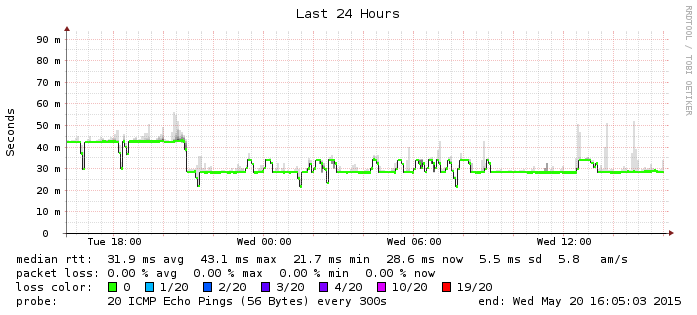 Last 24 Hours
RRDTOOL / TOBI OETIKER
Seconds
90 m
80 m
70 m
60 m
50 m
40 m
30 m
20 m
10 m
0
Tue 18:00 Wed 00:00 Wed 06:00 Wed 12:00
median rtt: 31.9 ms avg 43.1 ms max 21.7 ms min 28.6 ms now 5.5 ms sd 5.8 am/s
packet loss: 0.00 % avg 0.00 % max 0.00 % min 0.00 % now
loss color: 0 1/20 2/20 3/20 4/20 10/20 19/20
probe: 20 ICMP Echo Pings (56 Bytes) every 300s end: Wed May 20 16:05:03 2015